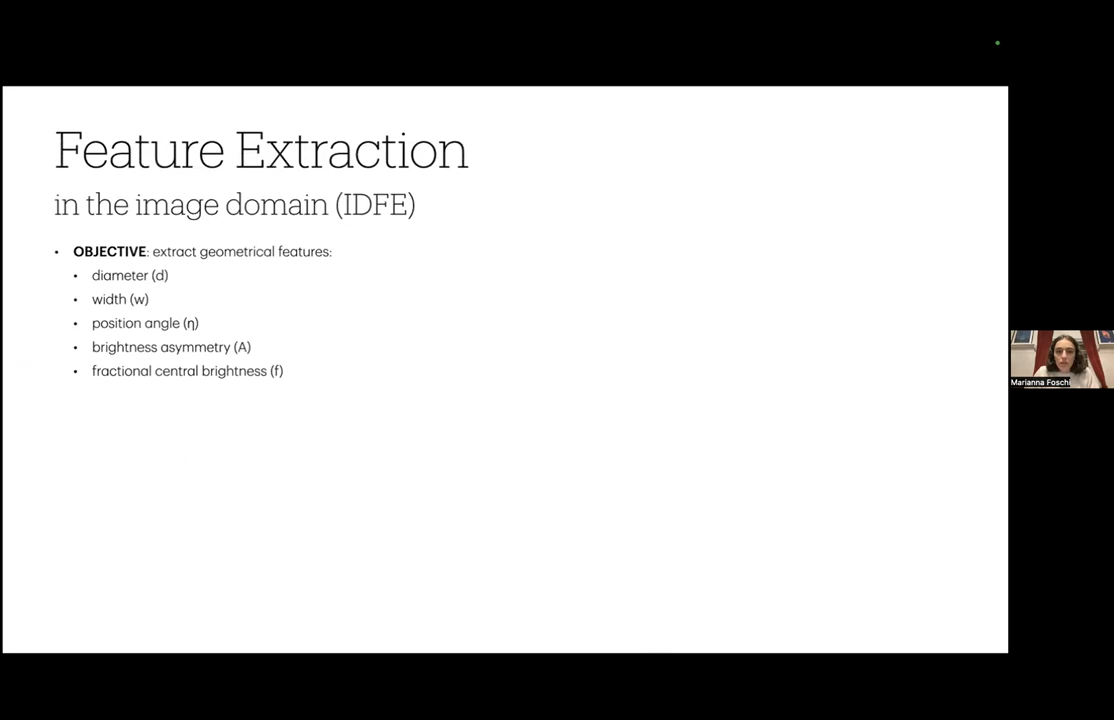 Feature Extraction
in the image domain (IDFE)
• OBJECTIVE: extract geometrical features:
• diameter (d)
• width (w)
• position angle (η)
• brightness asymmetry (A)
• fractional central brightness (f)
Marianna Foschi